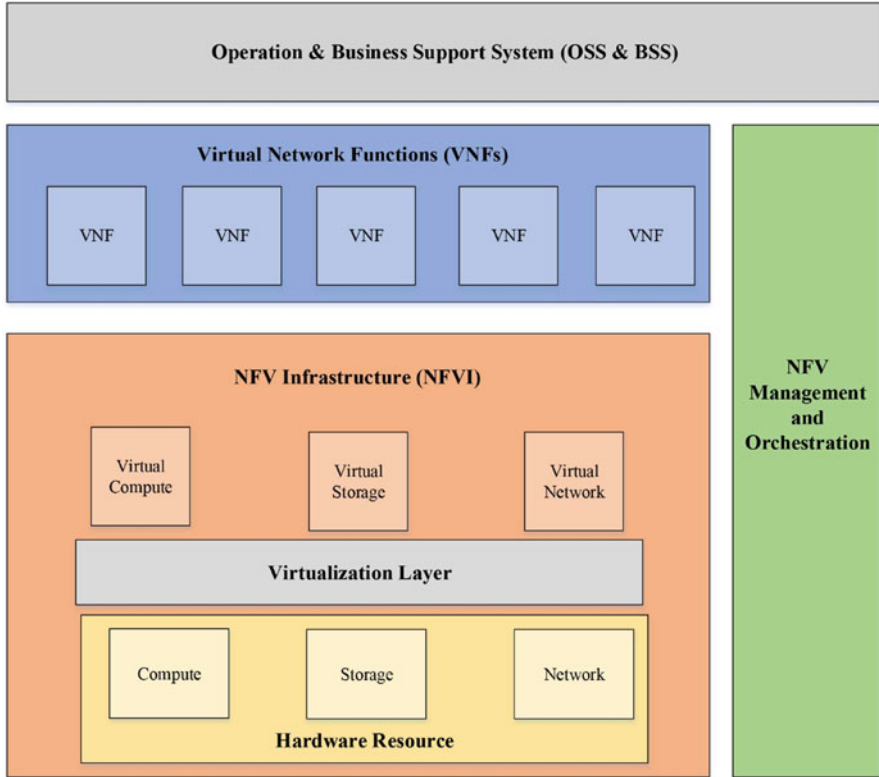 Operation & Business Support System (OSS & BSS)
Virtual Network Functions (VNFs)
VNF
VNF
VNF
VNF
VNF
NFV Infrastructure (NFVI)
Virtual
Compute
Virtual
Storage
Virtual
Network
Virtualization Layer
Compute
Storage
Network
Hardware Resource
NFV
Management
and
Orchestration